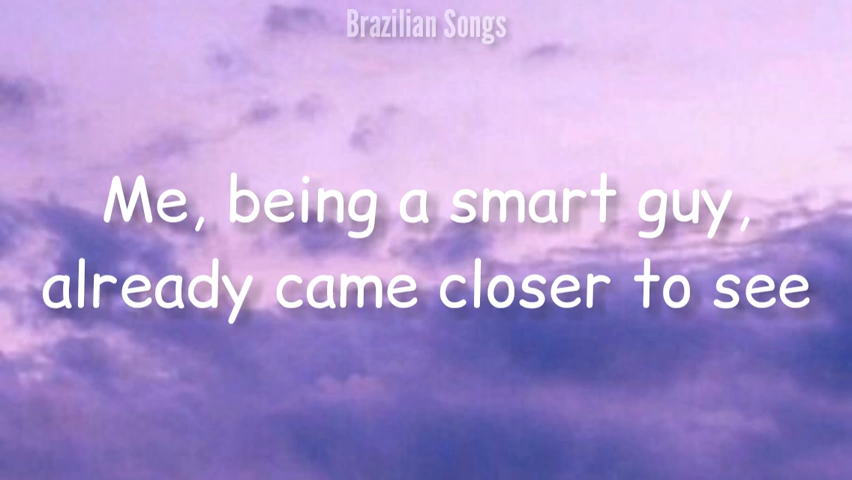 Brazilian Songs
Me, being a smart guy,
already came closer to see